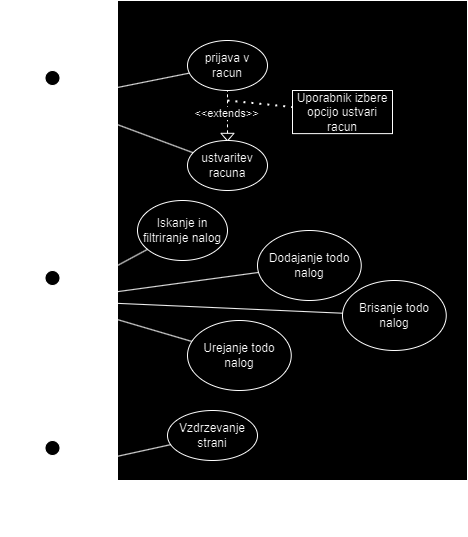 prijava v
racun
<<extends>>
Uporabnik izbere
opcijo ustvari
racun
ustvaritev
racuna
Iskanje in
filtriranje nalog
Dodajanje todo
nalog
Brisanje todo
nalog
Urejanje todo
nalog
Vzdrzevanje
strani